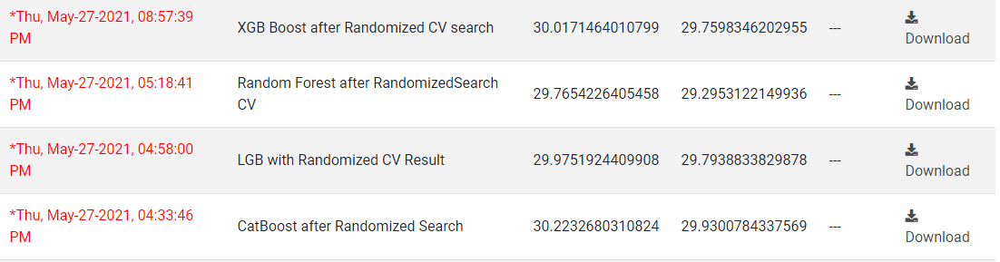 *Thu, May-27-2021, 08:57:39
PM
XGB Boost after Randomized CV search
30.0171464010799
29.7598346202955
---
Download
*Thu, May-27-2021, 05:18:41
PM
Random Forest after RandomizedSearch
CV
29.7654226405458
29.2953122149936
---
Download
*Thu, May-27-2021, 04:58:00
PM
LGB with Randomized CV Result
29.9751924409908
29.7938833829878
---
Download
*Thu, May-27-2021, 04:33:46
PM
CatBoost after Randomized Search
30.2232680310824
29.9300784337569
---
Download